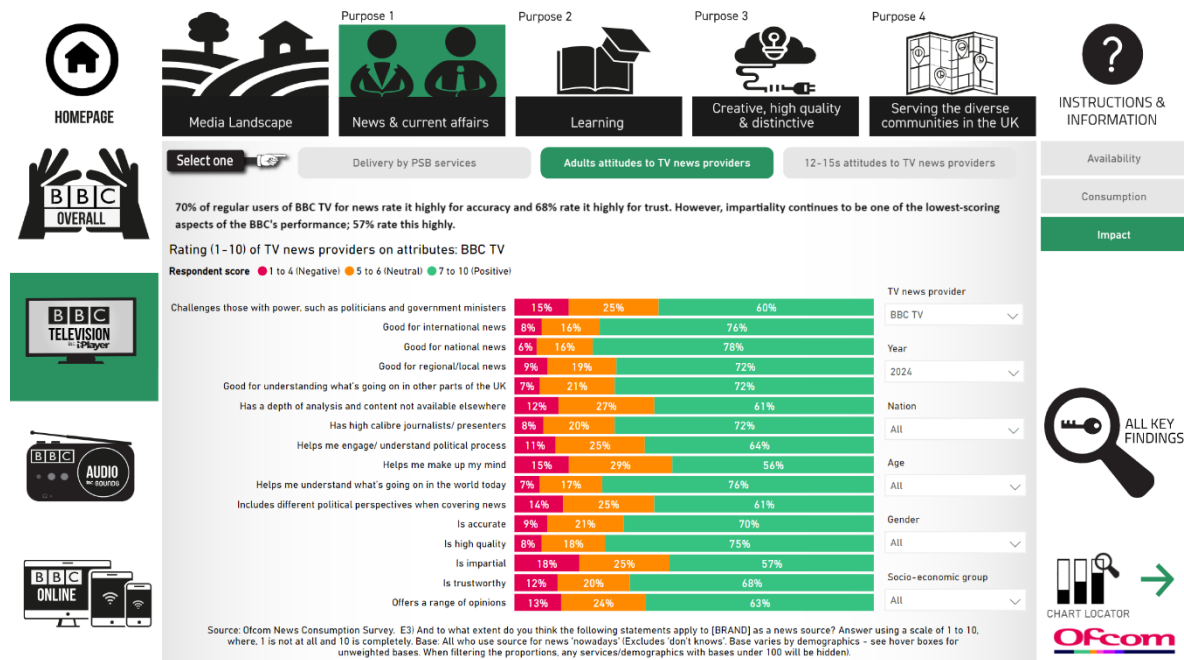 Purpose 1
Purpose 2
Purpose 3
Purpose 4
HOMEPAGE
Media Landscape
News & current affairs
Learning
Creative, high quality
& distinctive
Serving the diverse
communities in the UK
?
INSTRUCTIONS &
INFORMATION
BBC
OVERALL
Select one
Delivery by PSB services
Adults attitudes to TV news providers
12-15s attitudes to TV news providers
Availability
Consumption
Impact
70% of regular users of BBC TV for news rate it highly for accuracy and 68% rate it highly for trust. However, impartiality continues to be one of the lowest-scoring
aspects of the BBC's performance; 57% rate this highly.
Rating (1-10) of TV news providers on attributes: BBC TV
Respondent score 1 to 4 (Negative) 5 to 6 (Neutral) 7 to 10 (Positive)
BBC
TELEVISION
BBC iPlayer
Challenges those with power, such as politicians and government ministers 15% 25% 60%
Good for international news 8% 16% 76%
Good for national news 6% 16% 78%
Good for regional/local news 9% 19% 72%
Good for understanding what's going on in other parts of the UK 7% 21% 72%
Has a depth of analysis and content not available elsewhere 12% 27% 61%
Has high calibre journalists/ presenters 8% 20% 72%
Helps me engage/ understand political process 11% 25% 64%
Helps me make up my mind 15% 29% 56%
Helps me understand what's going on in the world today 7% 17% 76%
Includes different political perspectives when covering news 14% 25% 61%
Is accurate 9% 21% 70%
Is high quality 8% 18% 75%
Is impartial 18% 25% 57%
Is trustworthy 12% 20% 68%
Offers a range of opinions 13% 24% 63%
TV news provider
BBC TV
Year
2024
Nation
All
Age
All
Gender
All
Socio-economic group
All
ALL KEY
FINDINGS
BBC
AUDIO
BBC SOUNDS
BBC
ONLINE
CHART LOCATOR
Ofcom
Source: Ofcom News Consumption Survey. E3) And to what extent do you think the following statements apply to [BRAND] as a news source? Answer using a scale of 1 to 10,
where, 1 is not at all and 10 is completely. Base: All who use source for news 'nowadays' (Excludes 'don't knows'. Base varies by demographics - see hover boxes for
unweighted bases. When filtering the proportions, any services/demographics with bases under 100 will be hidden).